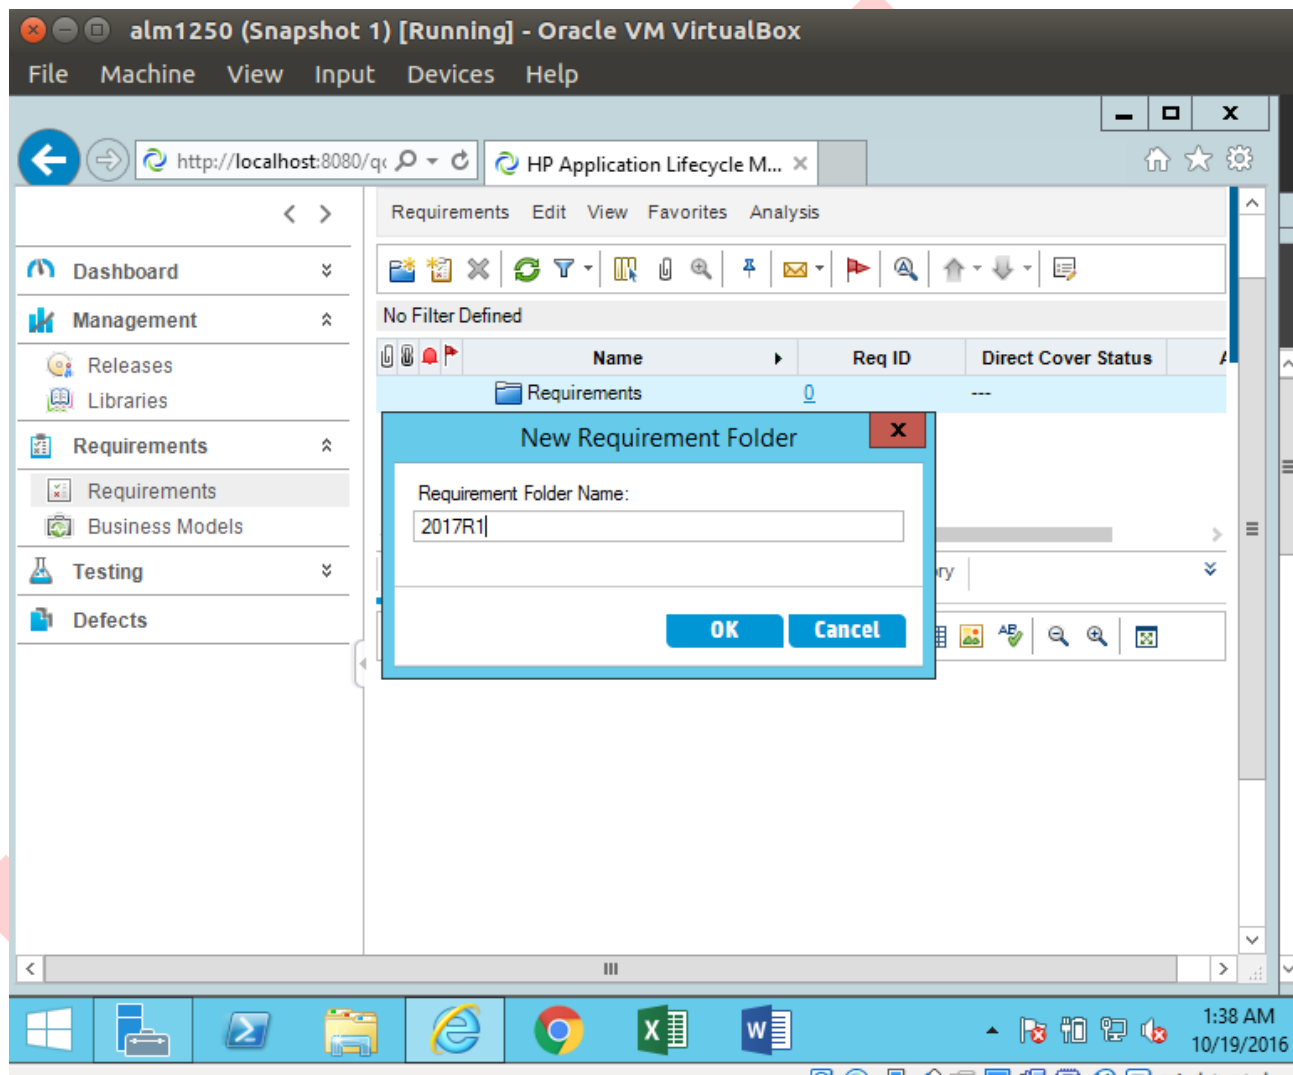 alm1250 (Snapshot 1) [Running] - Oracle VM VirtualBox
File Machine View Input Devices Help
http://localhost:8080/qc
HP Application Lifecycle M...
Requirements Edit View Favorites Analysis
Dashboard
Management
No Filter Defined
Name Req ID Direct Cover Status
Releases
Requirements 0 ---
Libraries
New Requirement Folder
Requirements
Requirement Folder Name:
Requirements
2017R1
Business Models
Testing
OK Cancel
Defects
1:38 AM
10/19/2016